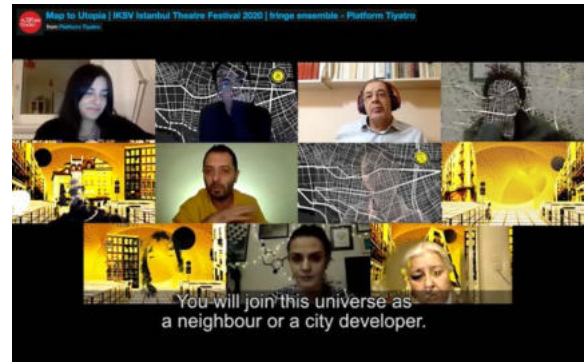 Map to Utopia | IKSV Istanbul Theatre Festival 2020 | fringe ensemble - Platform Tiyatro
from Platform Tiyatro
You will join this universe as
a neighbour or a city developer.